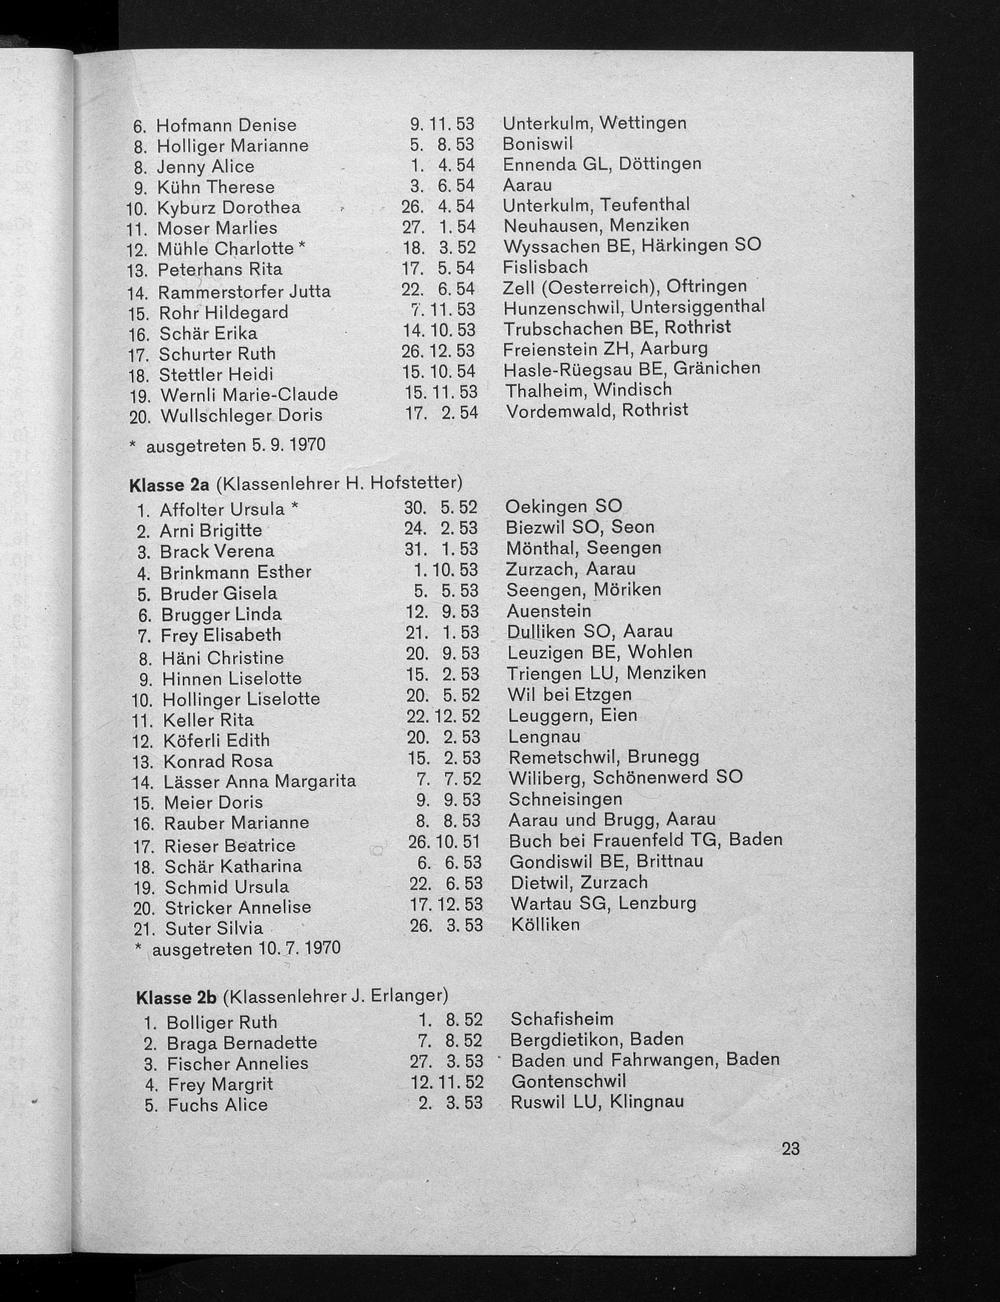 6. Hofmann Denise 9. 11. 53 Unterkulm, Wettingen
8. Holliger Marianne 5. 8. 53 Boniswil
8. Jenny Alice 1. 4. 54 Ennenda GL, Döttingen
9. Kühn Therese 3. 6. 54 Aarau
10. Kyburz Dorothea 26. 4. 54 Unterkulm, Teufenthal
11. Moser Marlies 27. 1. 54 Neuhausen, Menziken
12. Mühle Charlotte * 18. 3. 52 Wyssachen BE, Härkingen SO
13. Peterhans Rita 17. 5. 54 Fislisbach
14. Rammerstorfer Jutta 22. 6. 54 Zell (Oesterreich), Oftringen
15. Rohr Hildegard 7. 11. 53 Hunzenschwil, Untersiggenthal
16. Schär Erika 14. 10. 53 Trubschachen BE, Rothrist
17. Schurter Ruth 26. 12. 53 Freienstein ZH, Aarburg
18. Stettler Heidi 15. 10. 54 Hasle-Rüegsau BE, Gränichen
19. Wernli Marie-Claude 15. 11. 53 Thalheim, Windisch
20. Wullschleger Doris 17. 2. 54 Vordemwald, Rothrist
* ausgetreten 5. 9. 1970
Klasse 2a (Klassenlehrer H. Hofstetter)
1. Affolter Ursula * 30. 5. 52 Oekingen SO
2. Arni Brigitte 24. 2. 53 Biezwil SO, Seon
3. Brack Verena 31. 1. 53 Mönthal, Seengen
4. Brinkmann Esther 1. 10. 53 Zurzach, Aarau
5. Bruder Gisela 5. 5. 53 Seengen, Möriken
6. Brugger Linda 12. 9. 53 Auenstein
7. Frey Elisabeth 21. 1. 53 Dulliken SO, Aarau
8. Häni Christine 20. 9. 53 Leuzigen BE, Wohlen
9. Hinnen Liselotte 15. 2. 53 Triengen LU, Menziken
10. Hollinger Liselotte 20. 5. 52 Wil bei Etzgen
11. Keller Rita 22. 12. 52 Leuggern, Eien
12. Köferli Edith 20. 2. 53 Lengnau
13. Konrad Rosa 15. 2. 53 Remetschwil, Brunegg
14. Lässer Anna Margarita 7. 7. 52 Wiliberg, Schönenwerd SO
15. Meier Doris 9. 9. 53 Schneisingen
16. Rauber Marianne 8. 8. 53 Aarau und Brugg, Aarau
17. Rieser Beatrice 26. 10. 51 Buch bei Frauenfeld TG, Baden
18. Schär Katharina 6. 6. 53 Gondiswil BE, Brittnau
19. Schmid Ursula 22. 6. 53 Dietwil, Zurzach
20. Stricker Annelise 17. 12. 53 Wartau SG, Lenzburg
21. Suter Silvia 26. 3. 53 Kölliken
* ausgetreten 10. 7. 1970
Klasse 2b (Klassenlehrer J. Erlanger)
1. Bolliger Ruth 1. 8. 52 Schafisheim
2. Braga Bernadette 7. 8. 52 Bergdietikon, Baden
3. Fischer Annelies 27. 3. 53 Baden und Fahrwangen, Baden
4. Frey Margrit 12. 11. 52 Gontenschwil
5. Fuchs Alice 2. 3. 53 Ruswil LU, Klingnau
23